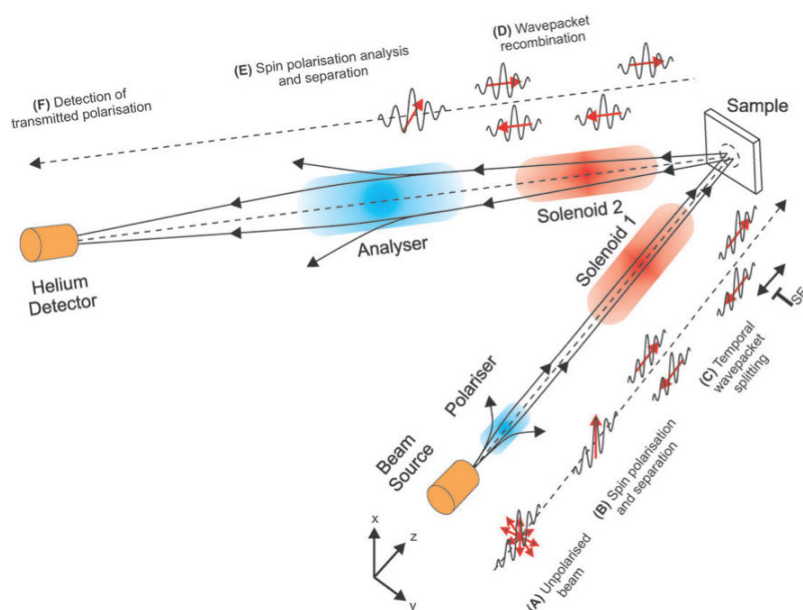 (D) Wavepacket
recombination
(E) Spin polarisation analysis
and separation
(F) Detection of
transmitted polarisation
Sample
Solenoid 2
Analyser
Solenoid 1
Helium
Detector
τSE
(C) Temporal
wavepacket
splitting
Polariser
Beam
Source
(B) Spin polarisation
and separation
(A) Unpolarised
beam
x
z
y